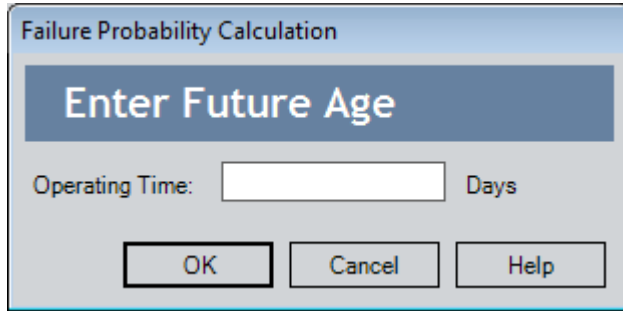 Failure Probability Calculation
Enter Future Age
Operating Time: Days
OK Cancel Help